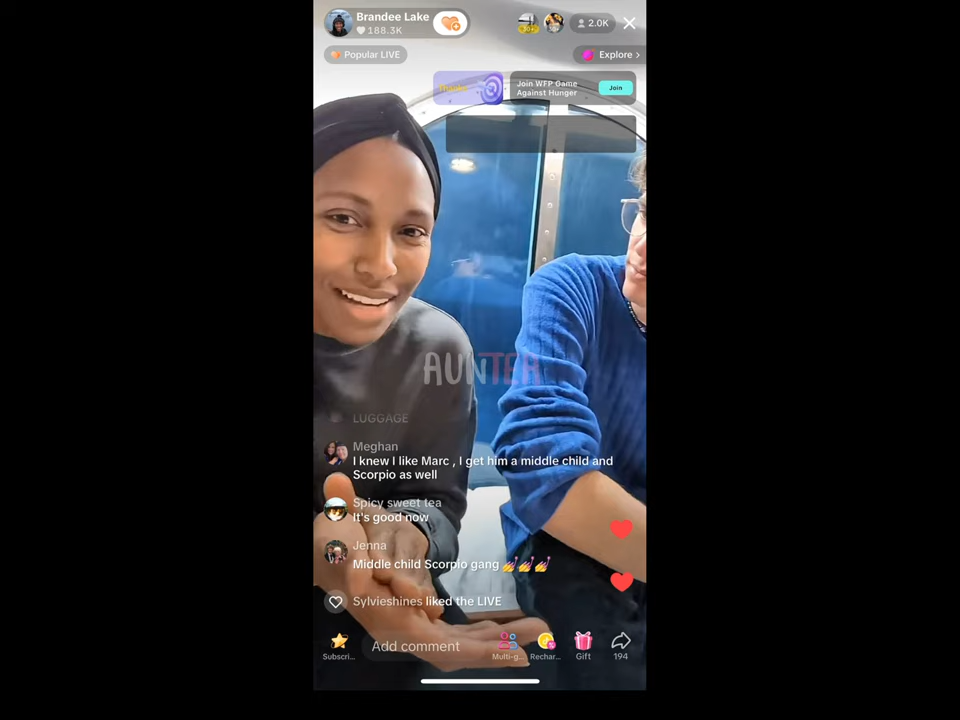 Brandee Lake
188.3K
2.0K
Popular LIVE
Explore >
Thanks
Join WFP Game
Against Hunger
Join
AUNTEA
LUGGAGE
Meghan
I knew I like Marc , I get him a middle child and
Scorpio as well
Spicy sweet tea
It's good now
Jenna
Middle child Scorpio gang
Sylvieshines liked the LIVE
Add comment
Subscri...
Multi-g...
Rechar...
Gift
194